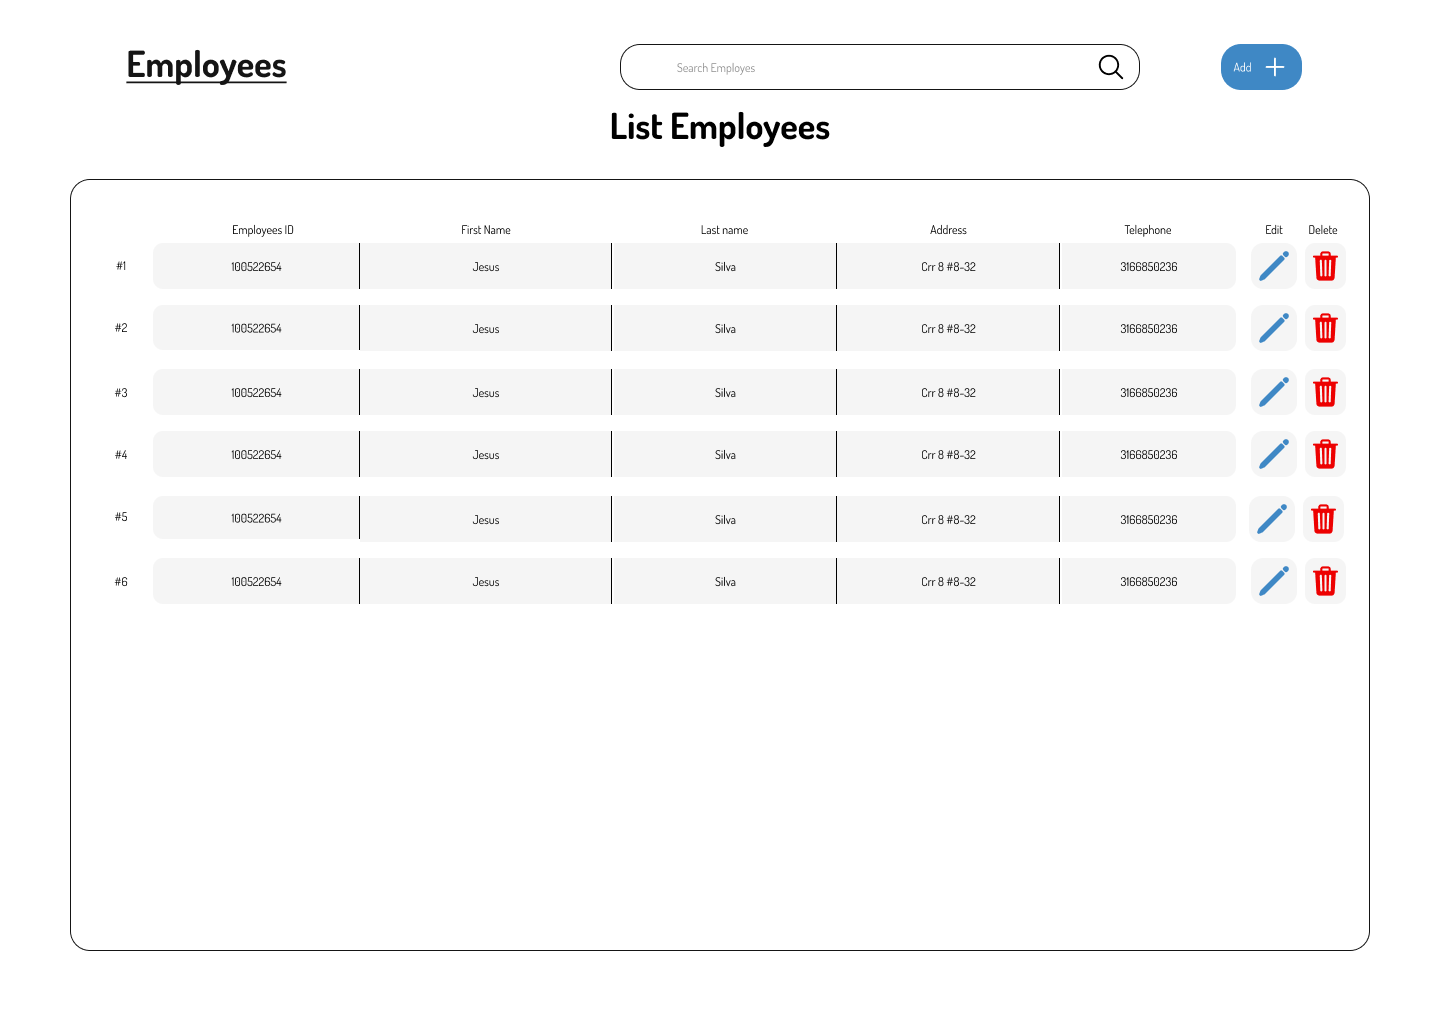 Employees
Search Employes
Add
List Employees
Employees ID First Name Last name Address Telephone Edit Delete
#1 100522654 Jesus Silva Crr 8 #8-32 3166850236
#2 100522654 Jesus Silva Crr 8 #8-32 3166850236
#3 100522654 Jesus Silva Crr 8 #8-32 3166850236
#4 100522654 Jesus Silva Crr 8 #8-32 3166850236
#5 100522654 Jesus Silva Crr 8 #8-32 3166850236
#6 100522654 Jesus Silva Crr 8 #8-32 3166850236